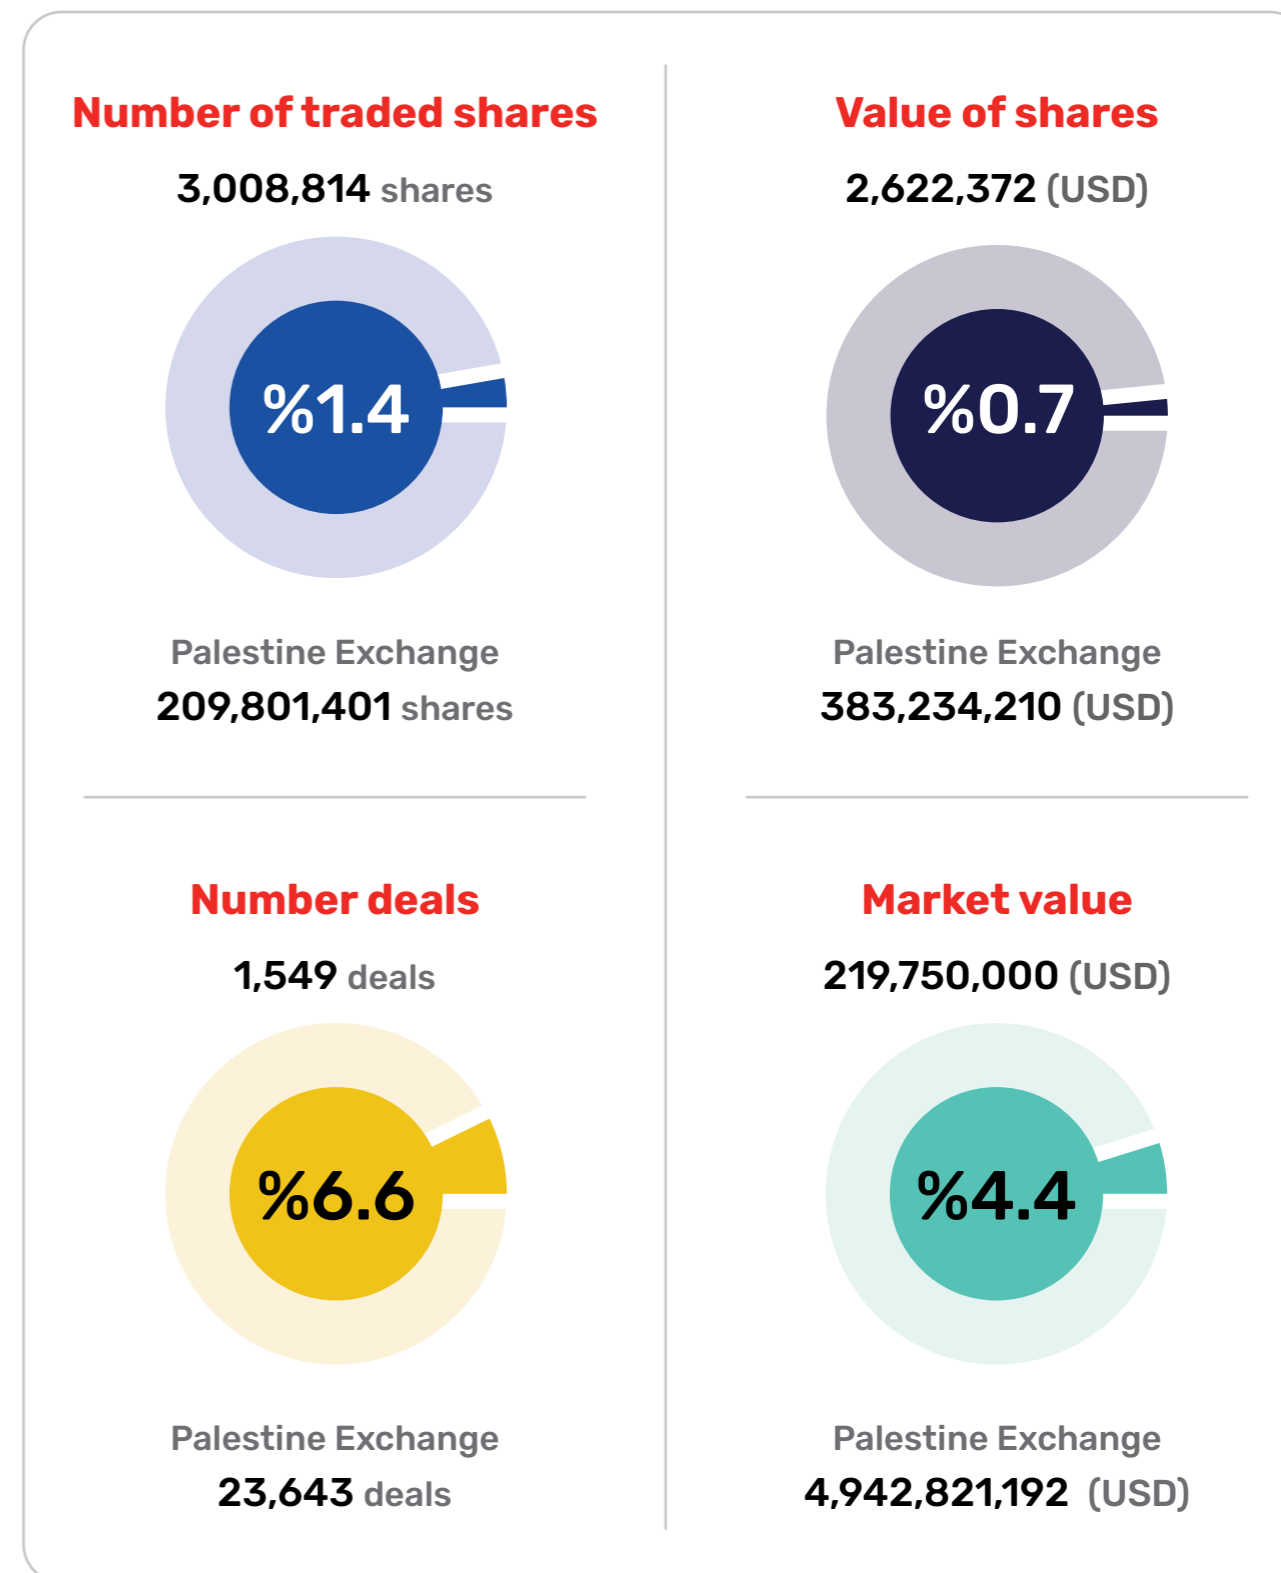 Number of traded shares
3,008,814 shares
%1.4
Palestine Exchange
209,801,401 shares
Value of shares
2,622,372 (USD)
%0.7
Palestine Exchange
383,234,210 (USD)
Number deals
1,549 deals
%6.6
Palestine Exchange
23,643 deals
Market value
219,750,000 (USD)
%4.4
Palestine Exchange
4,942,821,192 (USD)